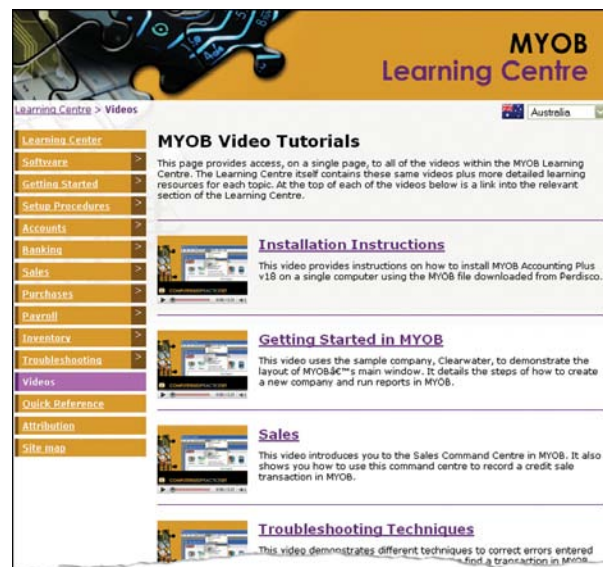 MYOB
Learning Centre
Learning Centre > Videos
Australia
Learning Center
Software >
Getting Started >
Setup Procedures >
Accounts >
Banking >
Sales >
Purchases >
Payroll >
Inventory >
Troubleshooting >
Videos
Quick Reference
Attribution
Site map
MYOB Video Tutorials
This page provides access, on a single page, to all of the videos within the MYOB Learning
Centre. The Learning Centre itself contains these same videos plus more detailed learning
resources for each topic. At the top of each of the videos below is a link into the relevant
section of the Learning Centre.
Installation Instructions
This video provides instructions on how to install MYOB Accounting Plus
v18 on a single computer using the MYOB file downloaded from Perdisco.
Getting Started in MYOB
This video uses the sample company, Clearwater, to demonstrate the
layout of MYOBâ€™s main window. It details the steps of how to create
a new company and run reports in MYOB.
Sales
This video introduces you to the Sales Command Centre in MYOB. It also
shows you how to use this command centre to record a credit sale
transaction in MYOB.
Troubleshooting Techniques
This video demonstrates different techniques to correct errors entered
find a transaction in MYOB